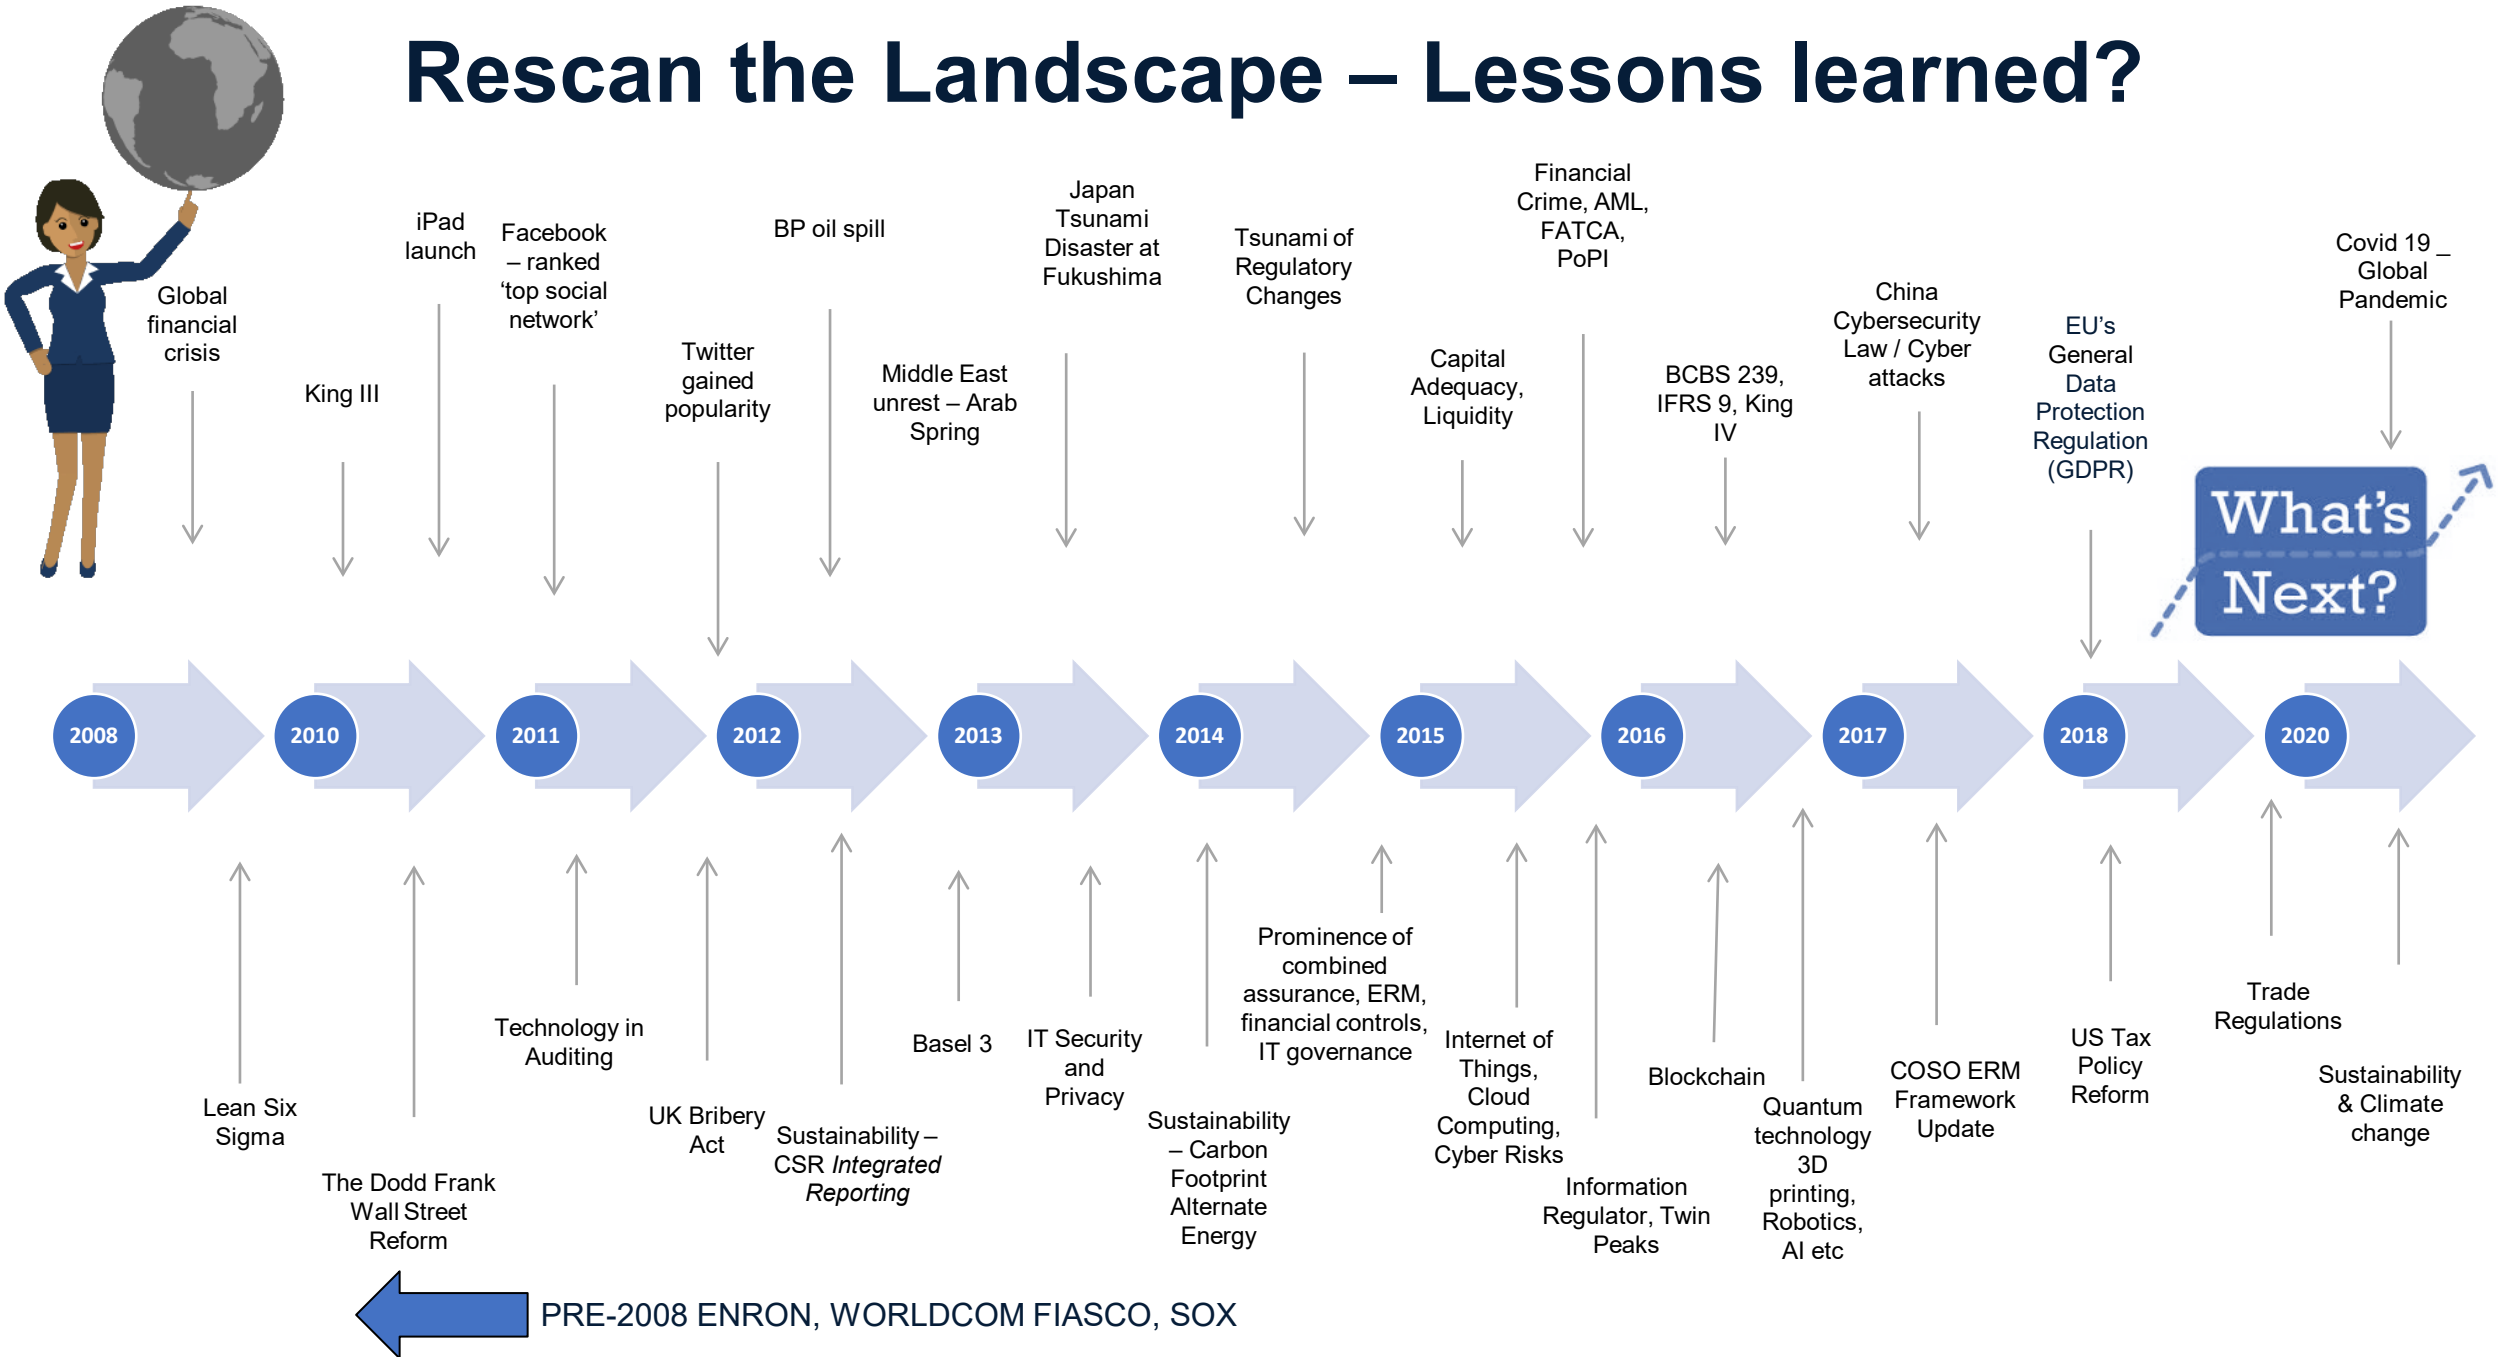 Rescan the Landscape – Lessons learned?
Global
financial
crisis
King III
iPad
launch
Facebook
– ranked
‘top social
network’
Twitter
gained
popularity
BP oil spill
Middle East
unrest – Arab
Spring
Japan
Tsunami
Disaster at
Fukushima
Tsunami of
Regulatory
Changes
Capital
Adequacy,
Liquidity
Financial
Crime, AML,
FATCA,
PoPI
BCBS 239,
IFRS 9, King
IV
China
Cybersecurity
Law / Cyber
attacks
EU’s
General
Data
Protection
Regulation
(GDPR)
Covid 19 _
Global
Pandemic
What's
Next?
2008
2010
2011
2012
2013
2014
2015
2016
2017
2018
2020
Lean Six
Sigma
The Dodd Frank
Wall Street
Reform
Technology in
Auditing
UK Bribery
Act
Sustainability –
CSR Integrated
Reporting
Basel 3
IT Security
and
Privacy
Sustainability
– Carbon
Footprint
Alternate
Energy
Prominence of
combined
assurance, ERM,
financial controls,
IT governance
Internet of
Things,
Cloud
Computing,
Cyber Risks
Information
Regulator, Twin
Peaks
Blockchain
Quantum
technology
3D
printing,
Robotics,
AI etc
COSO ERM
Framework
Update
US Tax
Policy
Reform
Trade
Regulations
Sustainability
& Climate
change
PRE-2008 ENRON, WORLDCOM FIASCO, SOX